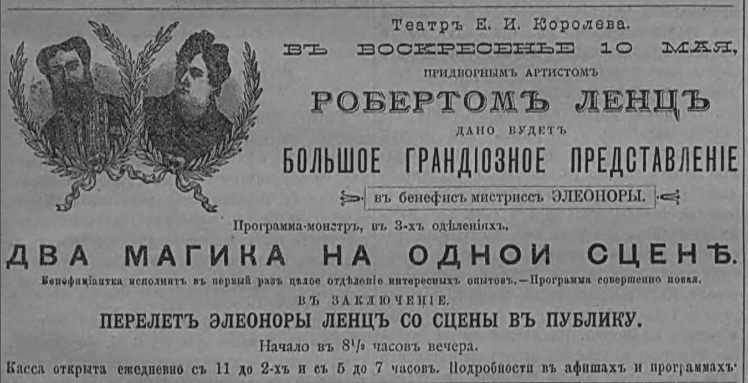 Театръ Е. И. Королева.
ВЪ ВОСКРЕСЕНЬЕ 10 МАЯ,
ПРИДВОРНЫМЪ АРТИСТОМЪ
РОБЕРТОМЪ ЛЕНЦЪ
ДАНО БУДЕТЪ
БОЛЬШОЕ ГРАНДІОЗНОЕ ПРЕДСТАВЛЕНІЕ
въ бенефисъ мистриссъ ЭЛЕОНОРЫ.
Программа-монстръ, въ 3-хъ одѣленіяхъ.
ДВА МАГИКА НА ОДНОЙ СЦЕНѢ.
Бенефиціантка исполнитъ въ первый разъ цѣлое отдѣленіе интересныхъ опытовъ.—Программа совершенно новая.
ВЪ ЗАКЛЮЧЕНІЕ.
ПЕРЕЛЕТЪ ЭЛЕОНОРЫ ЛЕНЦЪ СО СЦЕНЫ ВЪ ПУБЛИКУ.
Начало въ 8½ часовъ вечера.
Касса открыта ежедневно съ 11 до 2-хъ и съ 5 до 7 часовъ. Подробности въ афишахъ и программахъ.